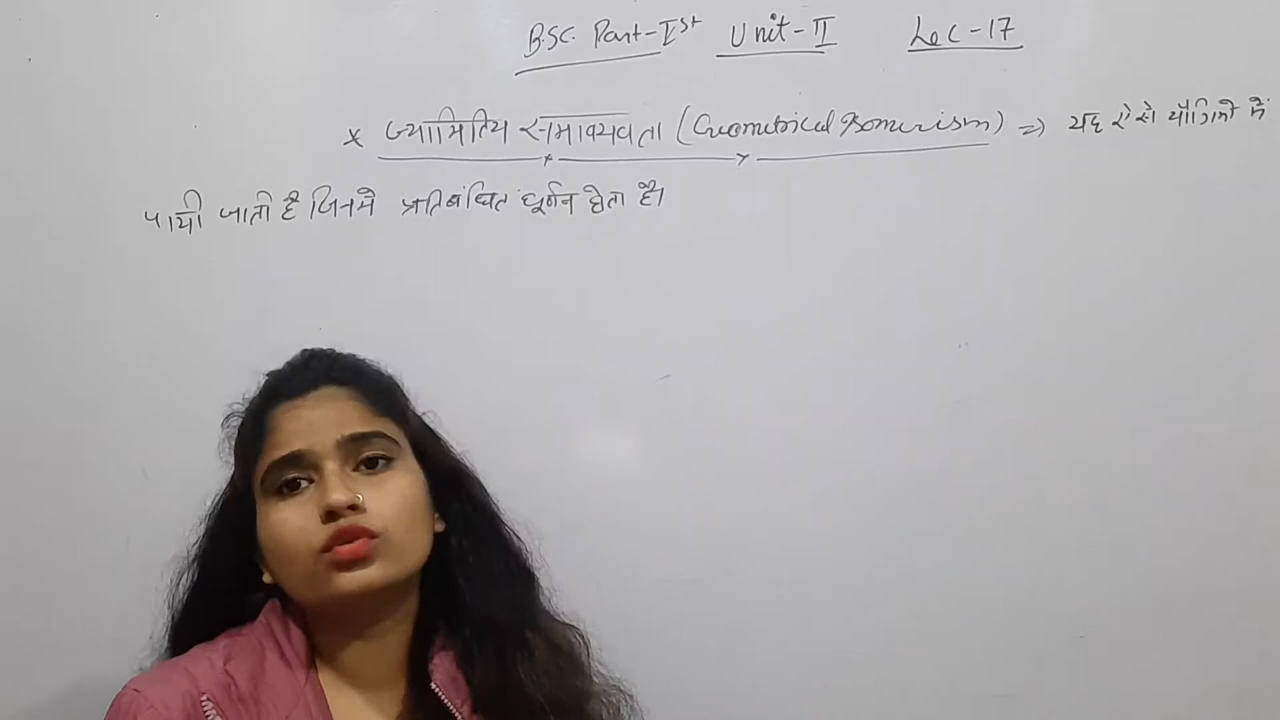 B.SC. Part-Ist Unit-II Lec-17
× ज्यामितिय समावयवता (Geometrical Isomerism) => यह ऐसे यौगिको में
पायी जाती है जिनमें प्रतिबंधित घूर्णन होता है।